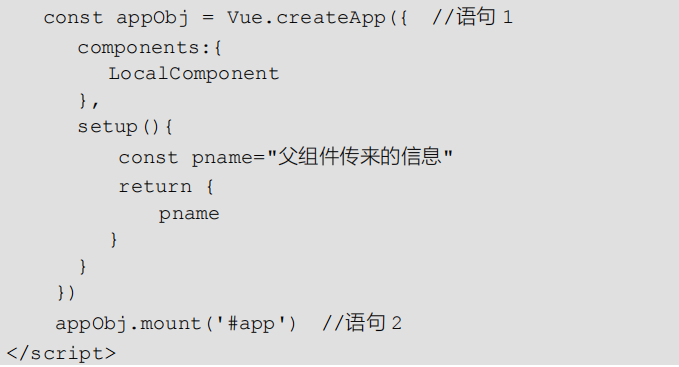 const appObj = Vue.createApp({  //语句 1
components:{
LocalComponent
},
setup(){
const pname="父组件传来的信息"
return {
pname
}
}
})
appObj.mount('#app')  //语句 2
</script>